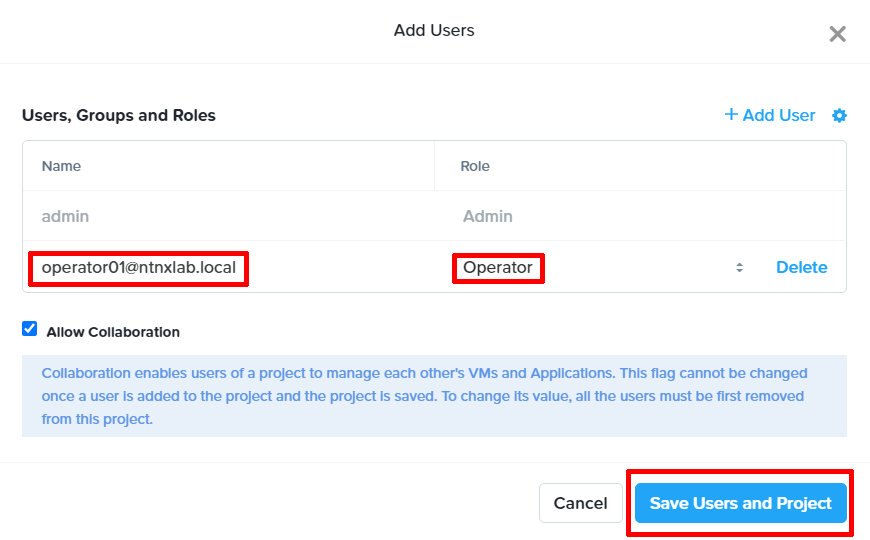 Add Users
Users, Groups and Roles
+ Add User
Name
Role
admin
Admin
operator01@ntnxlab.local
Operator
Delete
Allow Collaboration
Collaboration enables users of a project to manage each other's VMs and Applications. This flag cannot be changed
once a user is added to the project and the project is saved. To change its value, all the users must be first removed
from this project.
Cancel
Save Users and Project